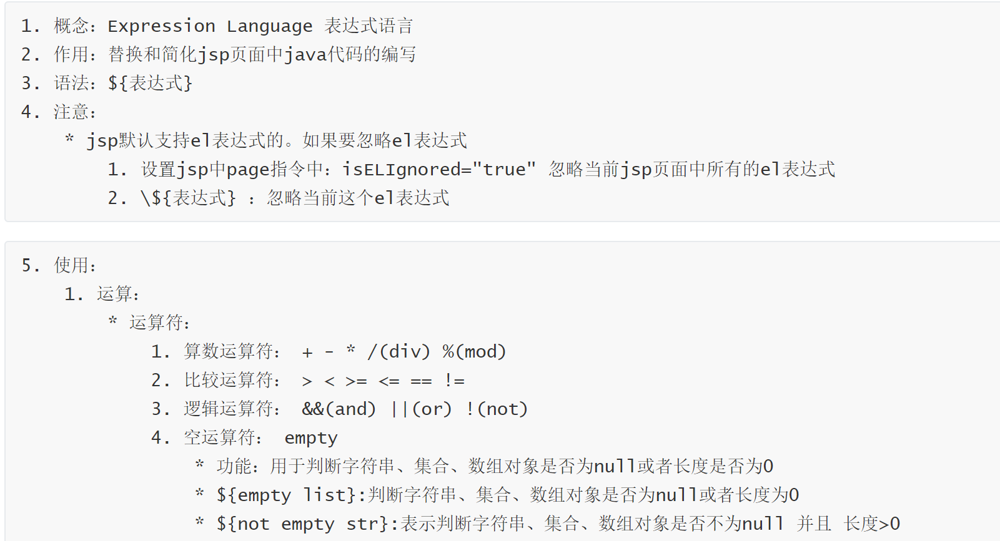 1. 概念：Expression Language 表达式语言
2. 作用：替换和简化jsp页面中java代码的编写
3. 语法：${表达式}
4. 注意：
* jsp默认支持el表达式的。如果要忽略el表达式
1. 设置jsp中page指令中：isELIgnored="true" 忽略当前jsp页面中所有的el表达式
2. \${表达式} ：忽略当前这个el表达式
5. 使用：
1. 运算：
* 运算符：
1. 算数运算符： + - * /(div) %(mod)
2. 比较运算符： > < >= <= == !=
3. 逻辑运算符： &&(and) ||(or) !(not)
4. 空运算符： empty
* 功能：用于判断字符串、集合、数组对象是否为null或者长度是否为0
* ${empty list}:判断字符串、集合、数组对象是否为null或者长度为0
* ${not empty str}:表示判断字符串、集合、数组对象是否不为null 并且 长度>0